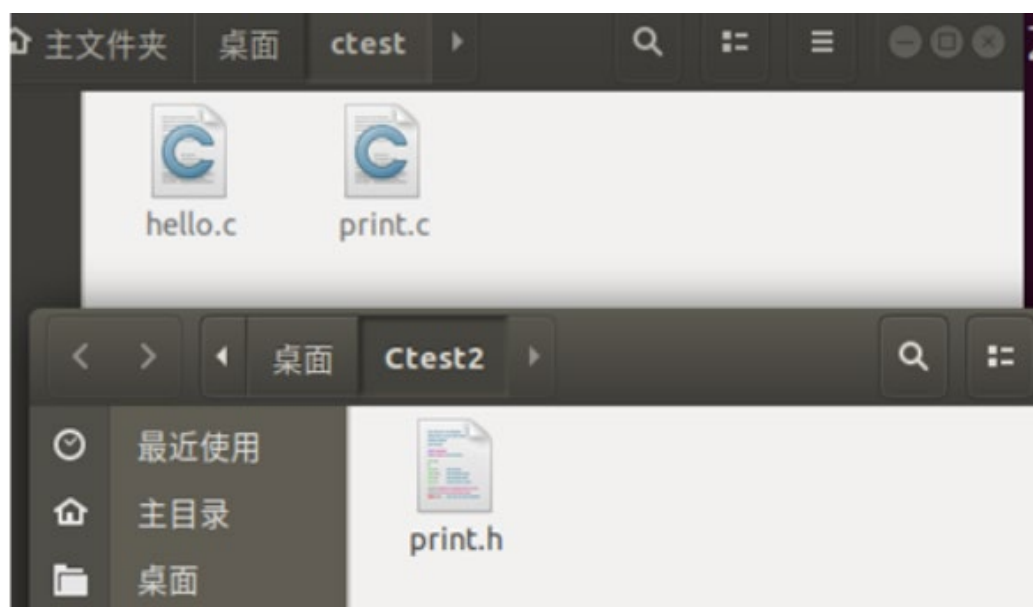 主文件夹 桌面 ctest
hello.c print.c
桌面 Ctest2
最近使用
主目录
桌面
print.h